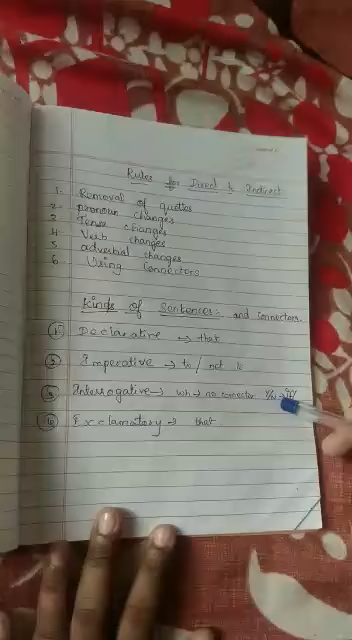 Rules for Direct & Indirect
1. Removal of quotes
2. pronoun changes
3. Tense changes
4. Verb changes
5. adverbial changes
6. Using Connectors
Kinds of Sentences:- and connectors.
① Declarative → that
② Imperative → to / not to
③ Interrogative → wh → no connector Y/N →
④ Exclamatory → that